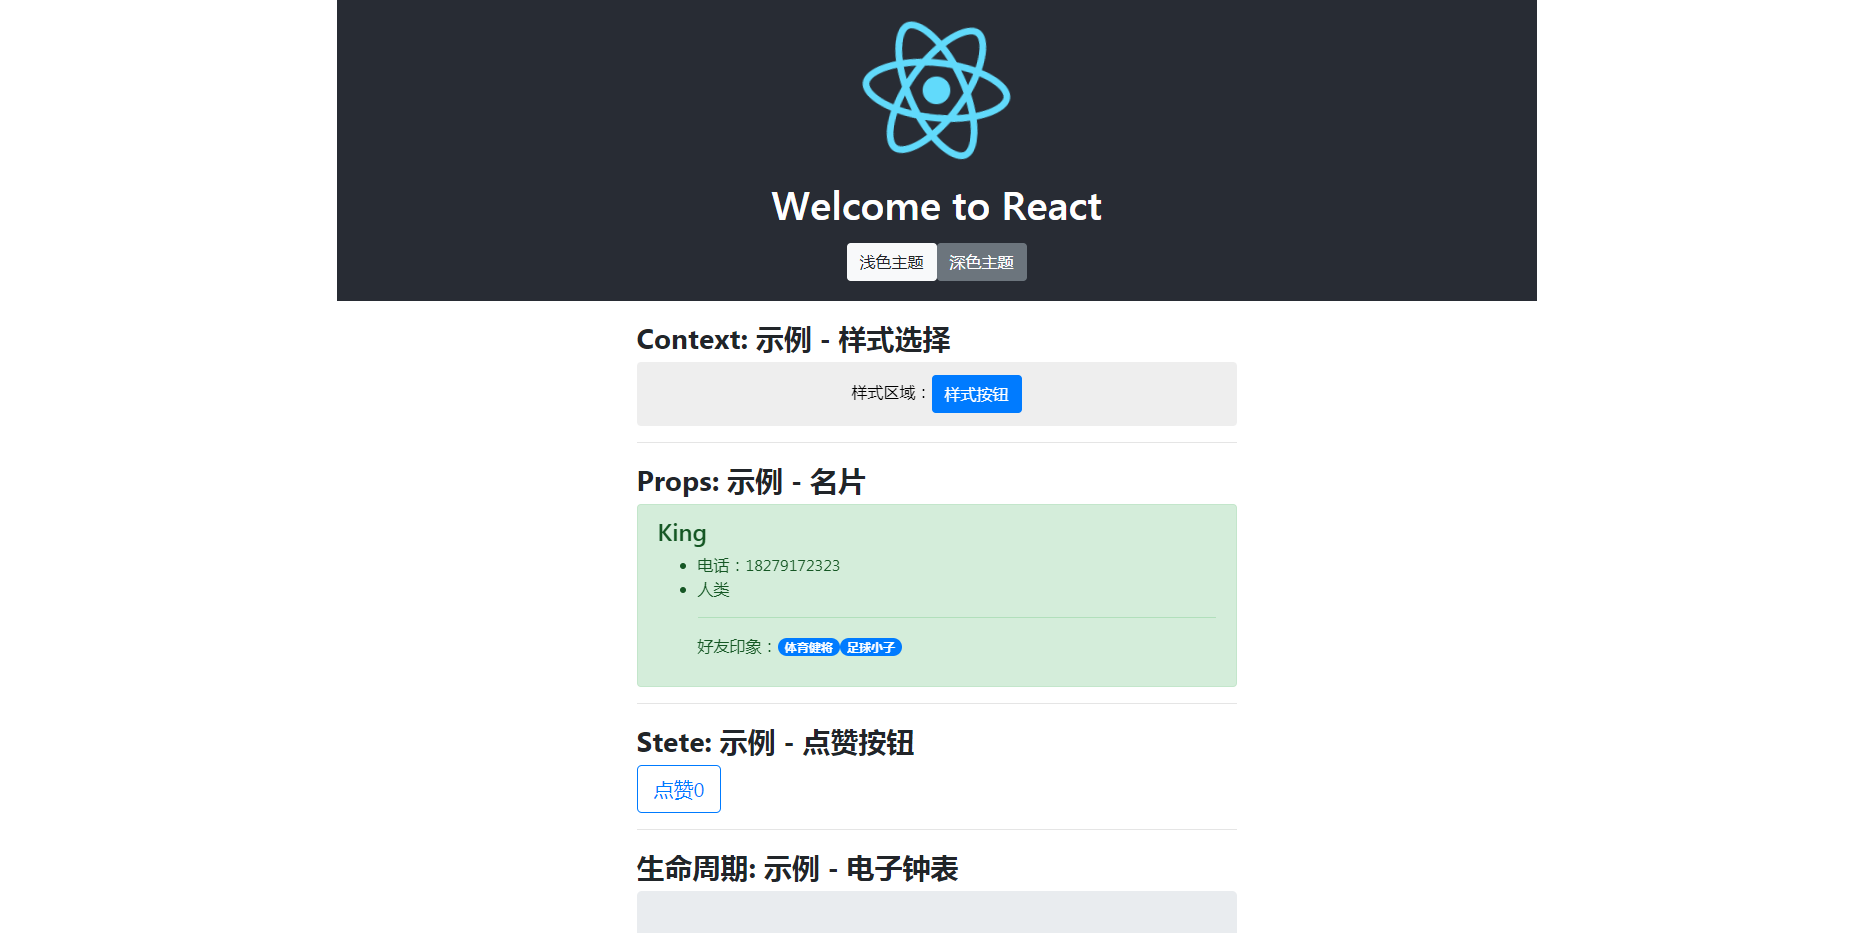 Welcome to React
浅色主题 深色主题
Context: 示例 - 样式选择
样式区域： 样式按钮
Props: 示例 - 名片
King
电话：18279172323
人类
好友印象： 体育健将 足球小子
Stete: 示例 - 点赞按钮
点赞0
生命周期: 示例 - 电子钟表